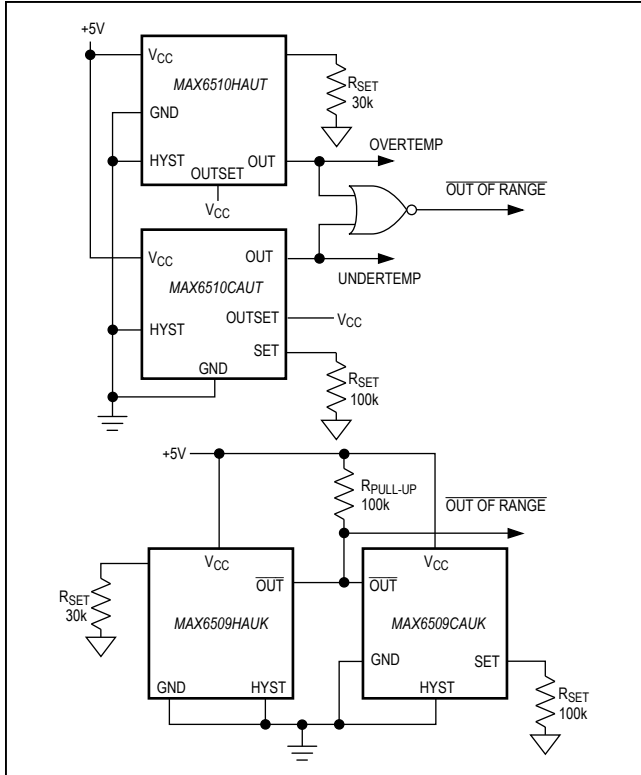 +5V
VCC
MAX6510HAUT
RSET
30k
GND
OVERTEMP
HYST
OUT
OUTSET
OUT OF RANGE
VCC
VCC
OUT
UNDERTEMP
MAX6510CAUT
OUTSET
VCC
HYST
SET
GND
RSET
100k
+5V
RPULL-UP
100k
OUT OF RANGE
VCC
VCC
RSET
30k
OUT
OUT
MAX6509HAUK
MAX6509CAUK
GND
SET
GND
HYST
HYST
RSET
100k